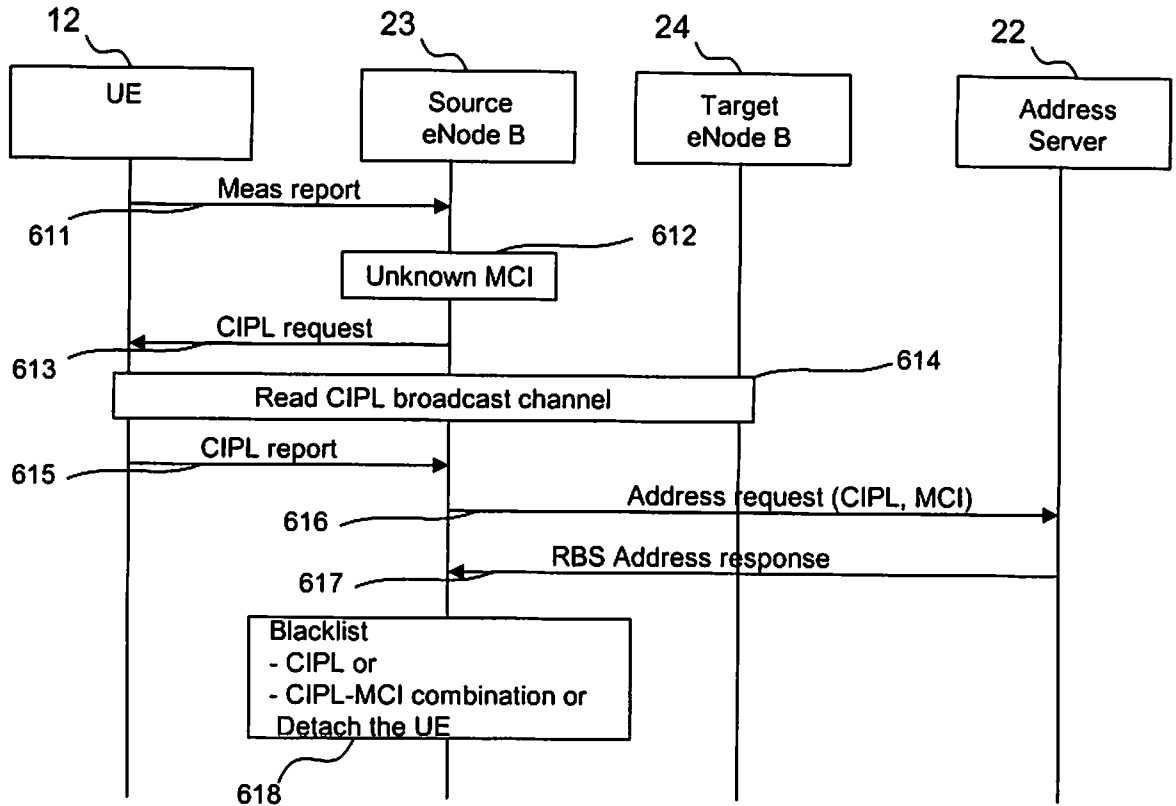 12
23
24
22
UE
Source
eNode B
Target
eNode B
Address
Server
Meas report
611
612
Unknown MCI
CIPL request
613
614
Read CIPL broadcast channel
CIPL report
615
Address request (CIPL, MCI)
616
RBS Address response
617
Blacklist
- CIPL or
- CIPL-MCI combination or
Detach the UE
618